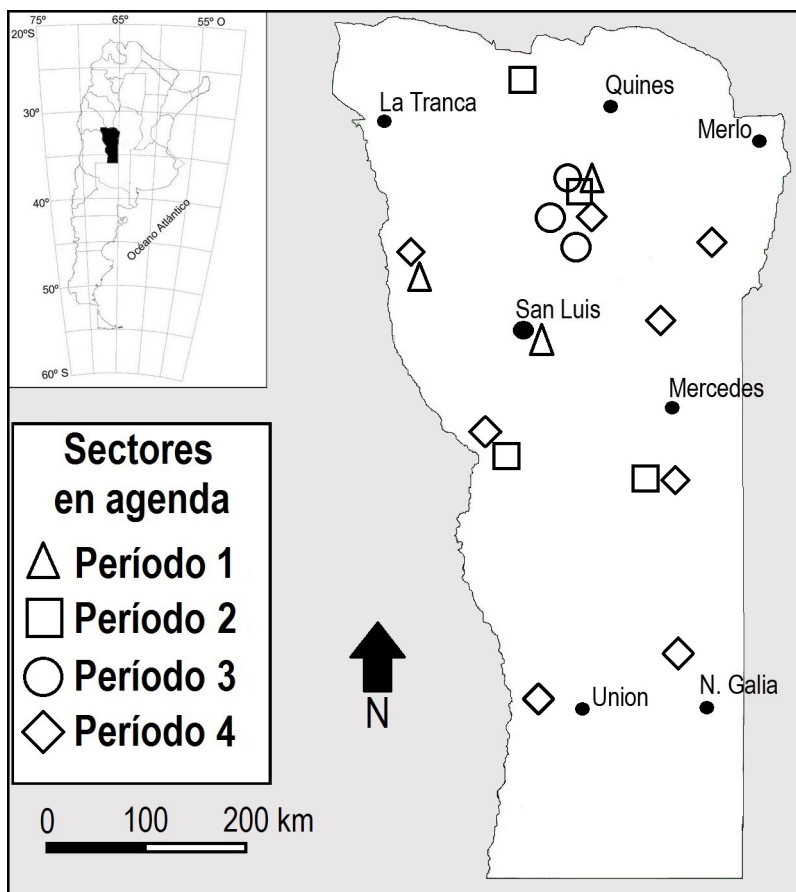 75º 65º 55º O
20ºS
30º
40º
50º
60º S
Océano Atlántico
La Tranca
Quines
Merlo
San Luis
Mercedes
Union
N. Galia
Sectores
en agenda
Período 1
Período 2
Período 3
Período 4
N
0 100 200 km